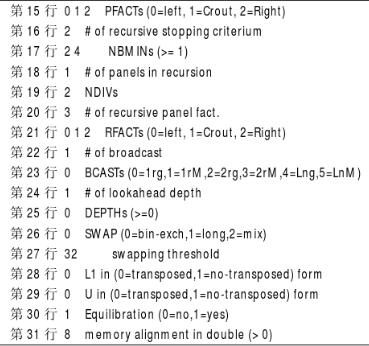 第 15 行 0 1 2 PFACTs (0=left, 1=Crout, 2=Right)
第 16 行 2 # of recursive stopping criterium
第 17 行 2 4 NBMINs (>= 1)
第 18 行 1 # of panels in recursion
第 19 行 2 NDIVs
第 20 行 3 # of recursive panel fact.
第 21 行 0 1 2 RFACTs (0=left, 1=Crout, 2=Right)
第 22 行 1 # of broadcast
第 23 行 0 BCASTs (0=1rg,1=1rM,2=2rg,3=2rM,4=Lng,5=LnM)
第 24 行 1 # of lookahead depth
第 25 行 0 DEPTHs (>=0)
第 26 行 0 SWAP (0=bin-exch,1=long,2=mix)
第 27 行 32 swapping threshold
第 28 行 0 L1 in (0=transposed,1=no-transposed) form
第 29 行 0 U in (0=transposed,1=no-transposed) form
第 30 行 1 Equilibration (0=no,1=yes)
第 31 行 8 memory alignment in double (> 0)